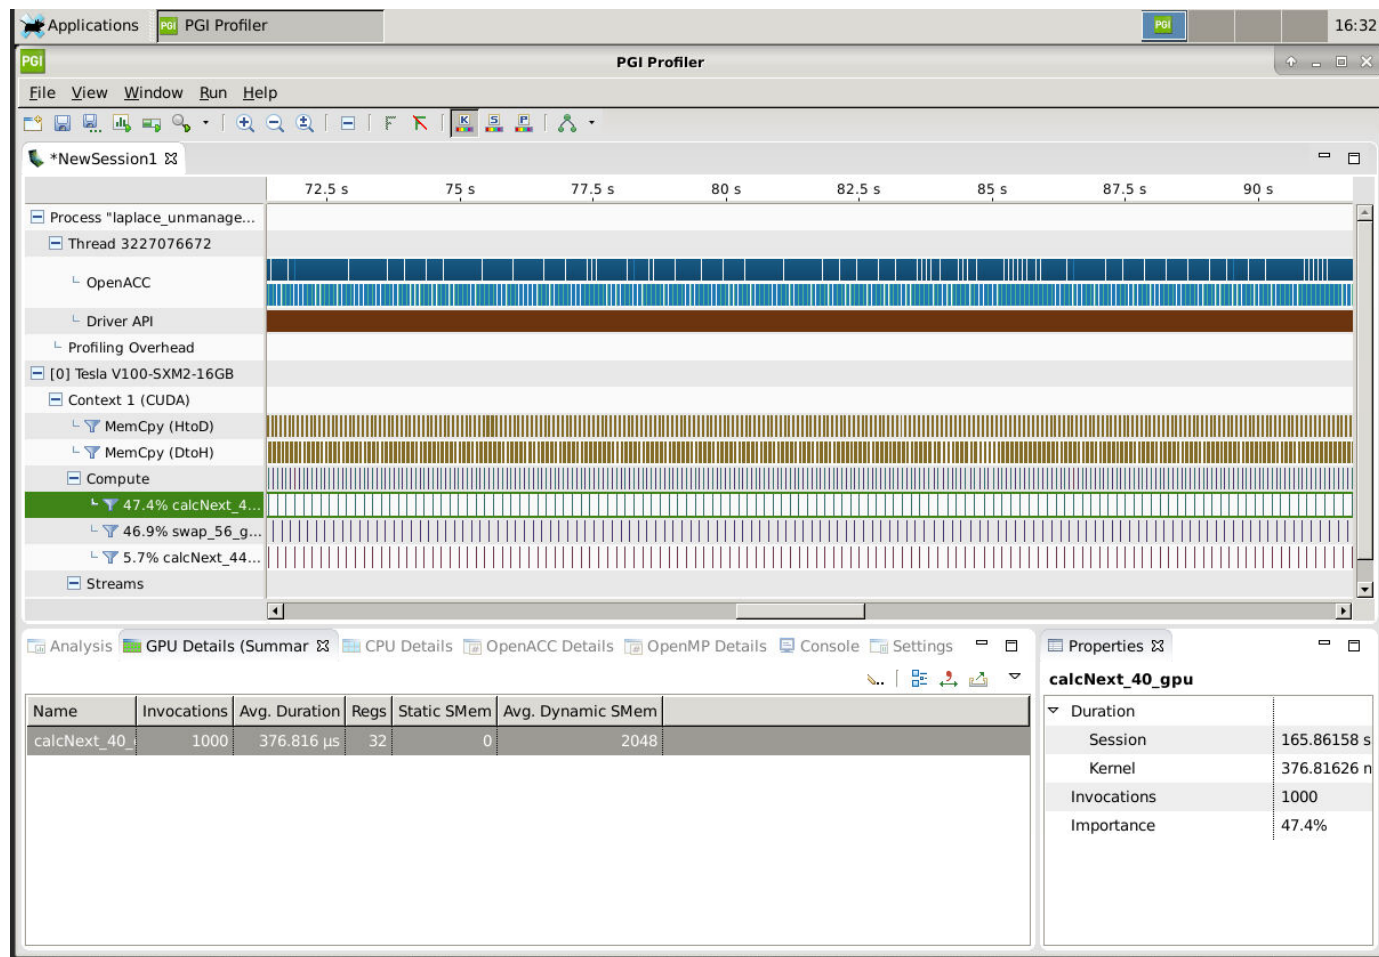 Applications PGI PGI Profiler PGI 16:32
PGI PGI Profiler
File View Window Run Help
K S P
*NewSession1
72.5 s 75 s 77.5 s 80 s 82.5 s 85 s 87.5 s 90 s
Process "laplace_unmanage...
Thread 3227076672
OpenACC
Driver API
Profiling Overhead
[0] Tesla V100-SXM2-16GB
Context 1 (CUDA)
MemCpy (HtoD)
MemCpy (DtoH)
Compute
47.4% calcNext_4...
46.9% swap_56_g...
5.7% calcNext_44...
Streams
Analysis GPU Details (Summar CPU Details OpenACC Details OpenMP Details Console Settings
Name Invocations Avg. Duration Regs Static SMem Avg. Dynamic SMem
calcNext_40_ 1000 376.816 µs 32 0 2048
Properties
calcNext_40_gpu
Duration
Session 165.86158 s
Kernel 376.81626 n
Invocations 1000
Importance 47.4%